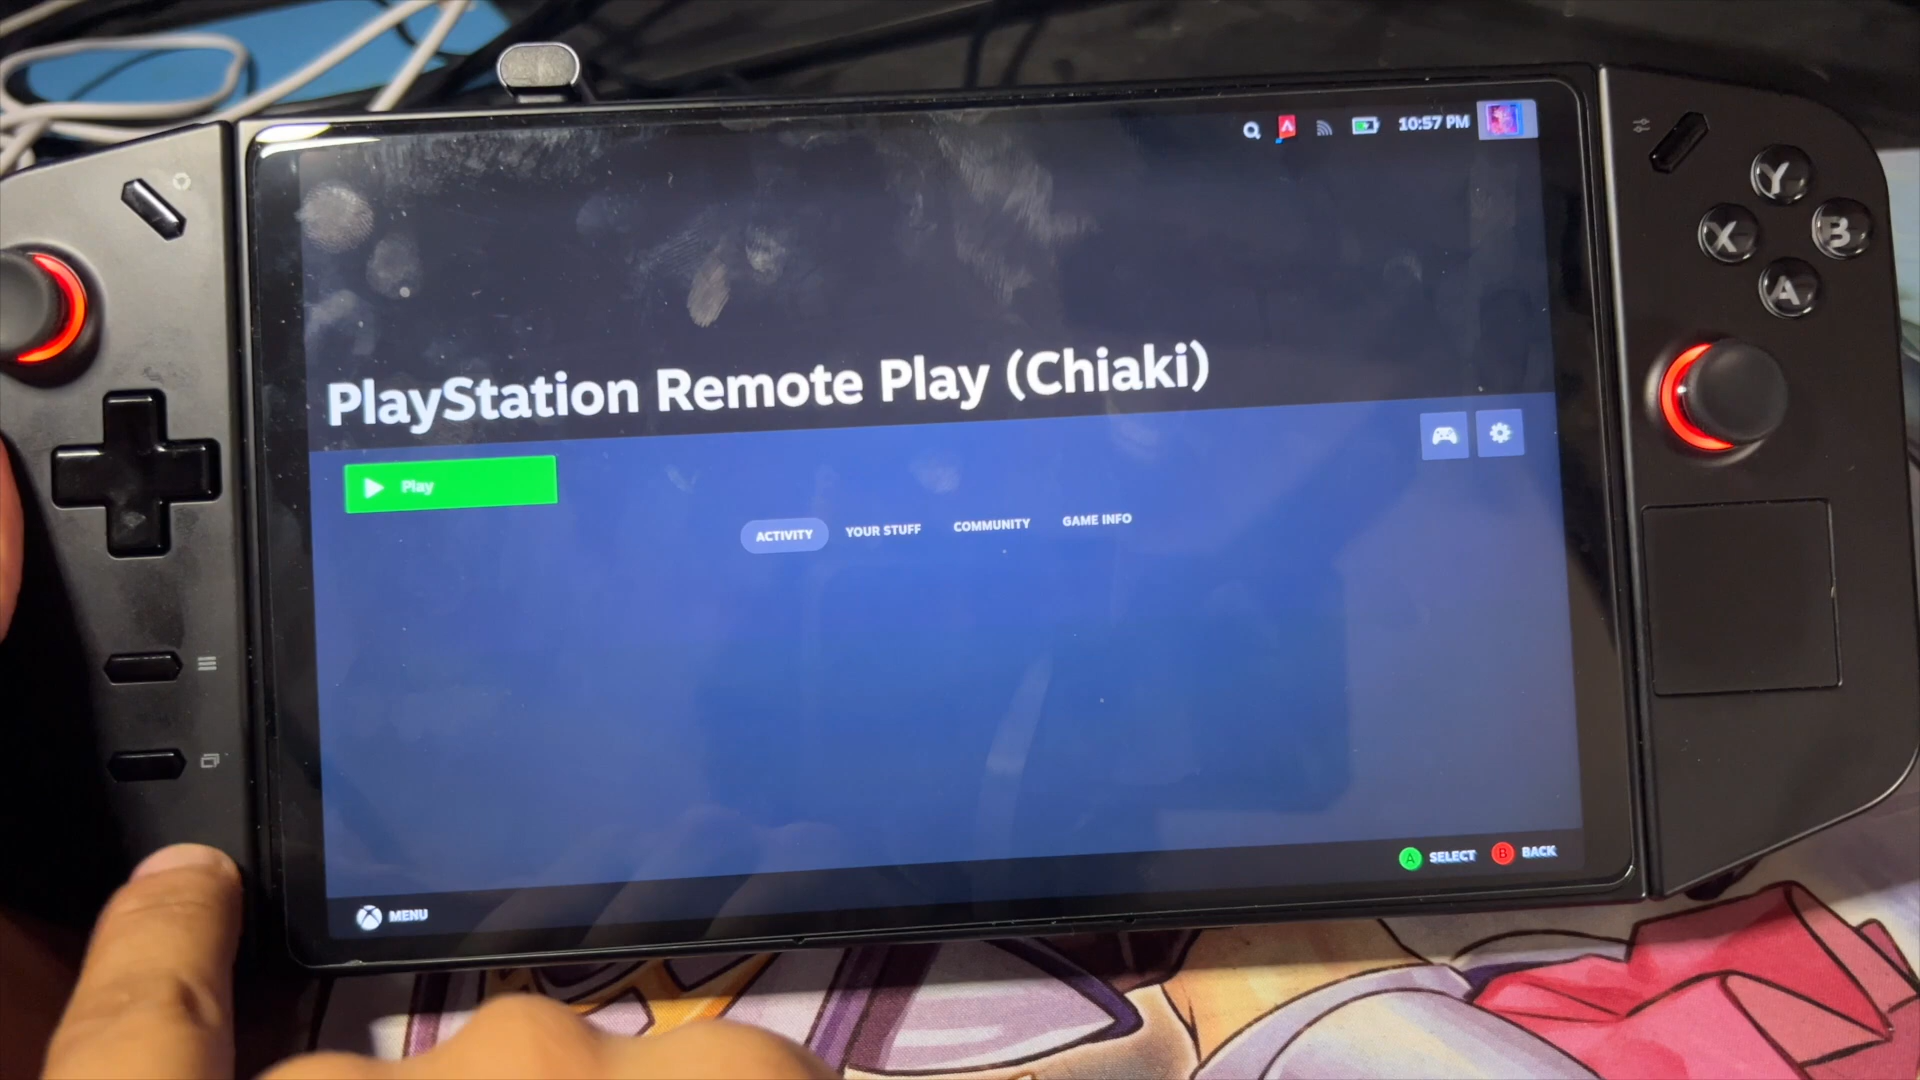 10:57 PM
Y
X
B
A
PlayStation Remote Play (Chiaki)
Play
ACTIVITY YOUR STUFF COMMUNITY GAME INFO
A SELECT B BACK
MENU